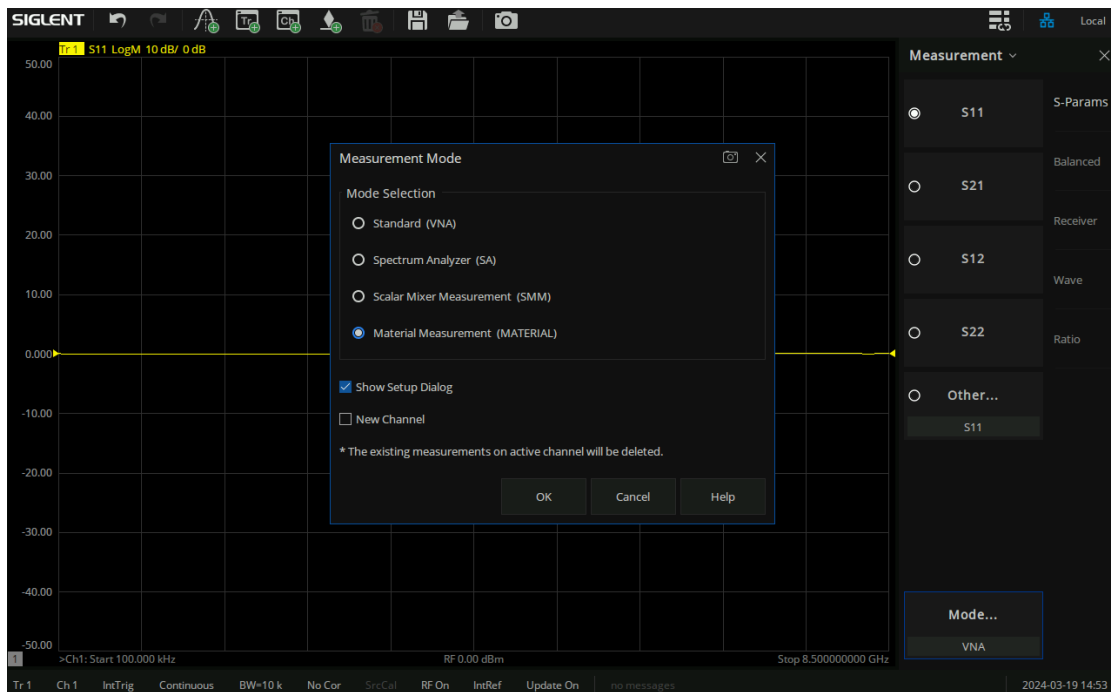 SIGLENT
Tr
Ch
Local
Tr 1 S11 LogM 10 dB/ 0 dB
50.00
40.00
30.00
20.00
10.00
0.000
-10.00
-20.00
-30.00
-40.00
-50.00
Measurement Mode
Mode Selection
Standard (VNA)
Spectrum Analyzer (SA)
Scalar Mixer Measurement (SMM)
Material Measurement (MATERIAL)
Show Setup Dialog
New Channel
* The existing measurements on active channel will be deleted.
OK Cancel Help
Measurement
S11
S21
S12
S22
Other...
S11
Mode...
VNA
S-Params
Balanced
Receiver
Wave
Ratio
1 >Ch1: Start 100.000 kHz RF 0.00 dBm Stop 8.500000000 GHz
Tr 1 Ch 1 IntTrig Continuous BW=10 k No Cor SrcCal RF On IntRef Update On no messages 2024-03-19 14:53